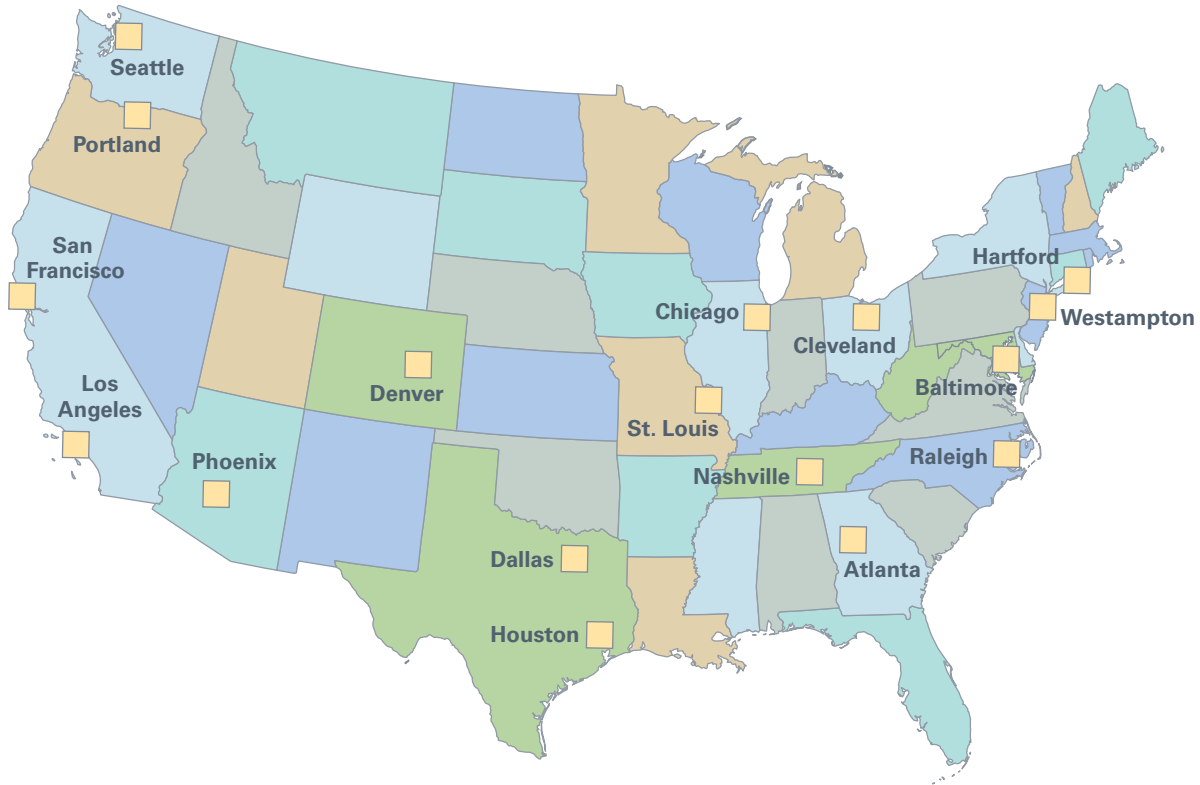 Seattle
Portland
San
Francisco
Los
Angeles
Phoenix
Denver
Dallas
Houston
St. Louis
Chicago
Nashville
Cleveland
Atlanta
Raleigh
Baltimore
Westampton
Hartford